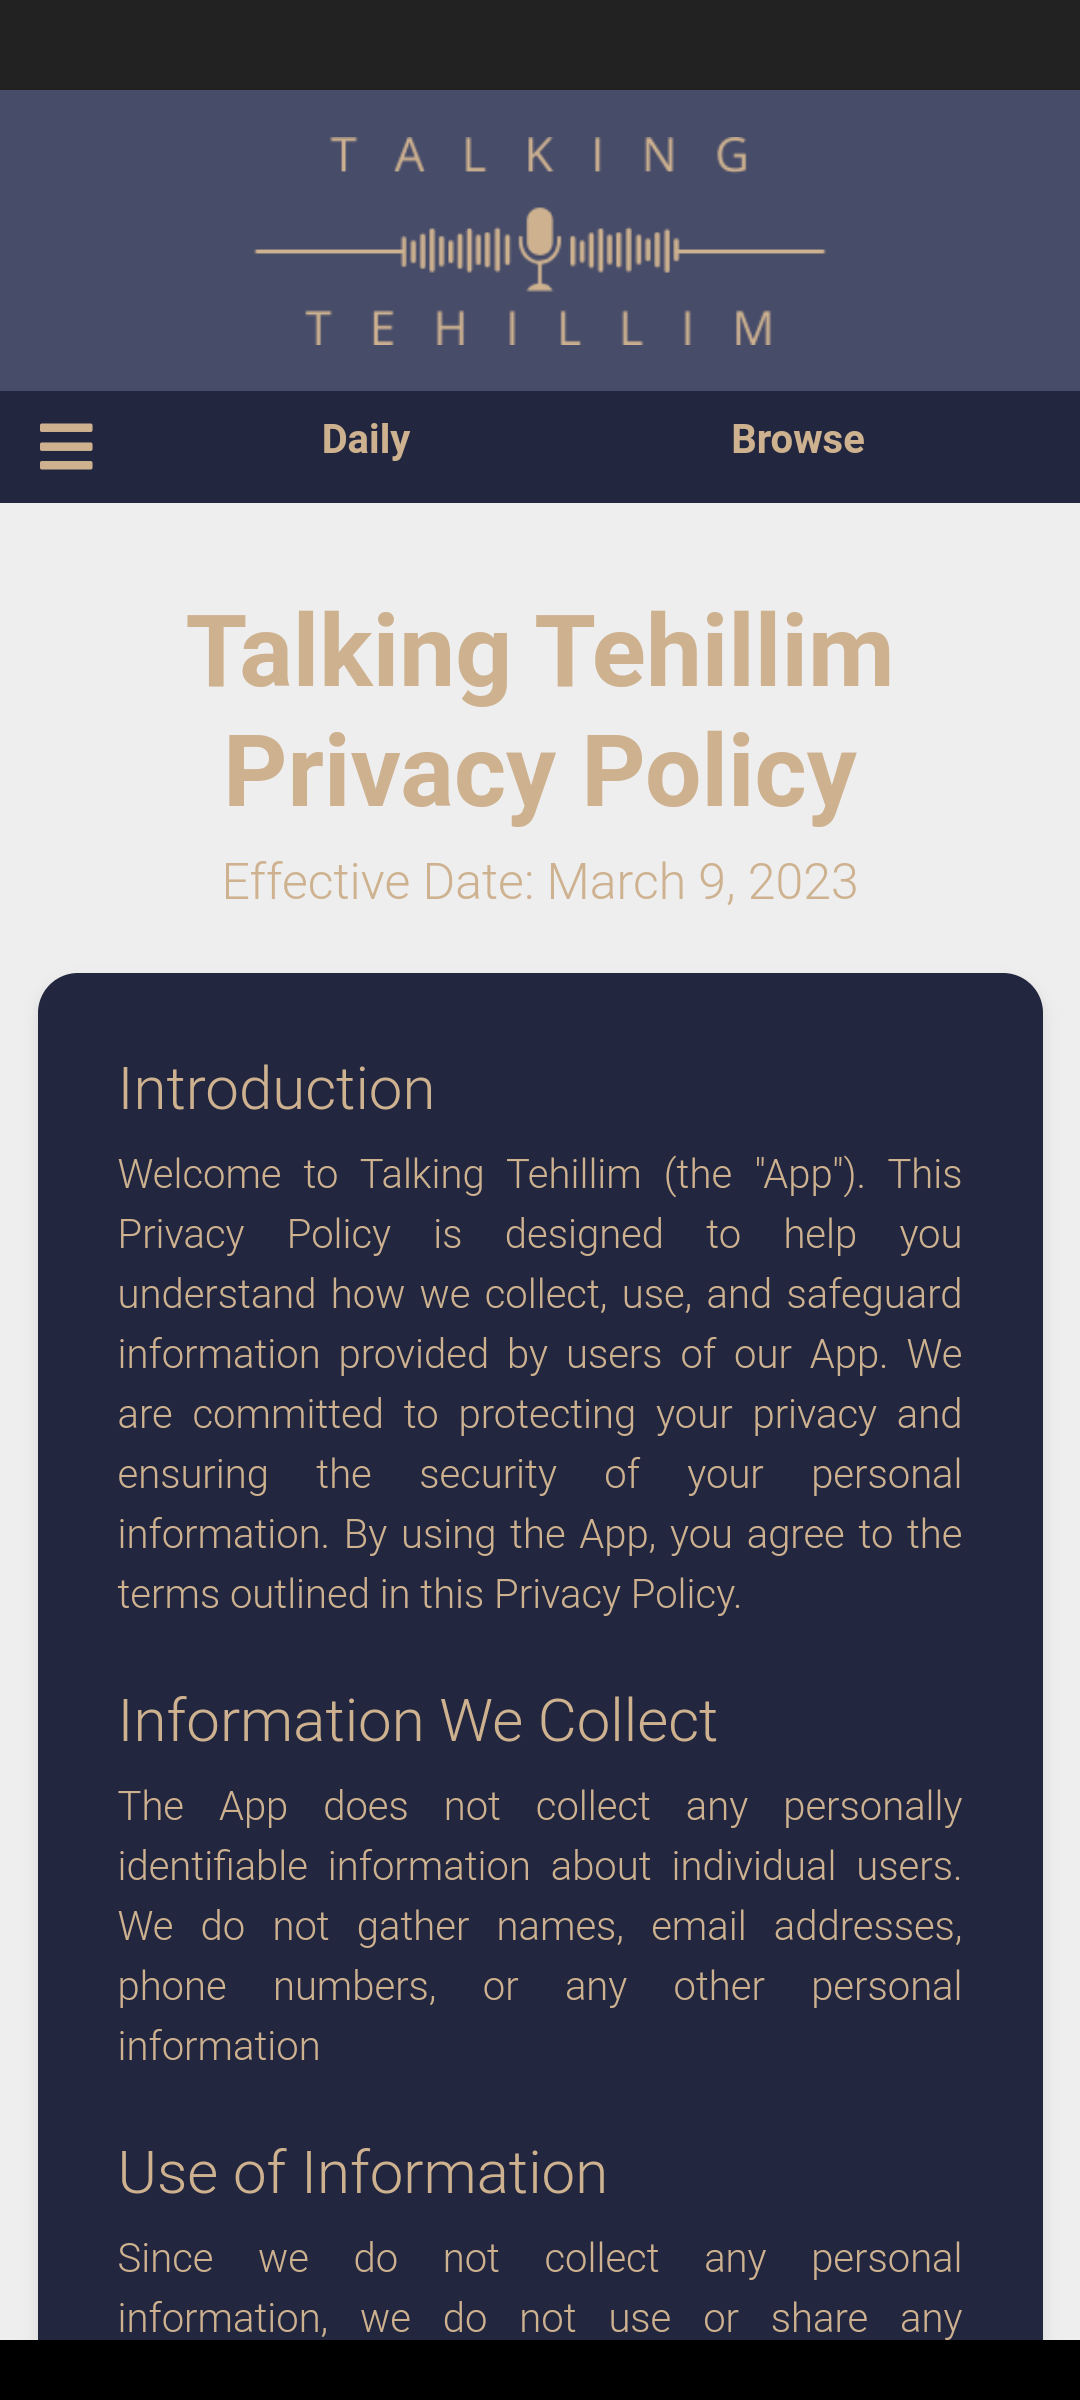 TALKING
TEHILLIM
Daily Browse
Talking Tehillim
Privacy Policy
Effective Date: March 9, 2023
Introduction
Welcome to Talking Tehillim (the "App"). This
Privacy Policy is designed to help you
understand how we collect, use, and safeguard
information provided by users of our App. We
are committed to protecting your privacy and
ensuring the security of your personal
information. By using the App, you agree to the
terms outlined in this Privacy Policy.
Information We Collect
The App does not collect any personally
identifiable information about individual users.
We do not gather names, email addresses,
phone numbers, or any other personal
information
Use of Information
Since we do not collect any personal
information, we do not use or share any